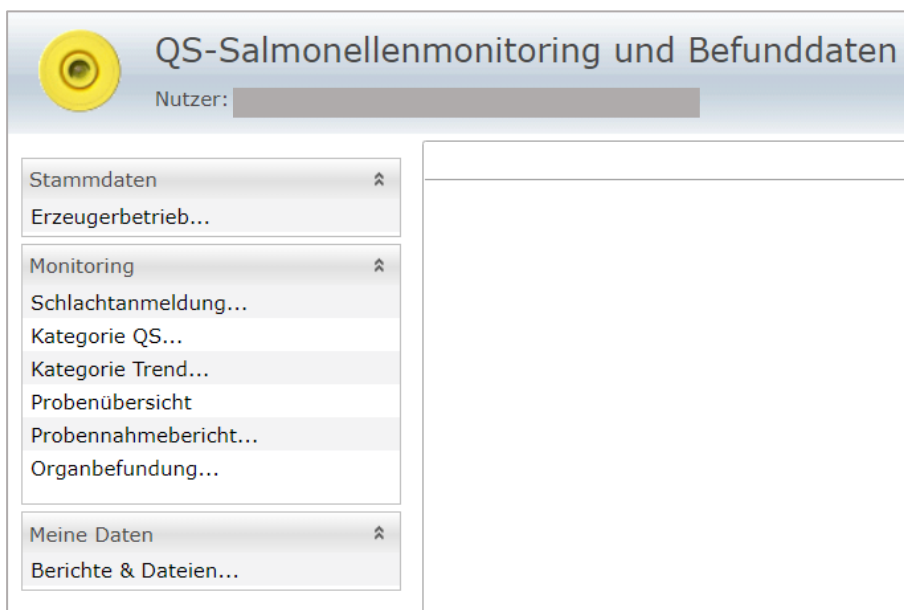 QS-Salmonellenmonitoring und Befunddaten
Nutzer:
Stammdaten
Erzeugerbetrieb...
Monitoring
Schlachtanmeldung...
Kategorie QS...
Kategorie Trend...
Probenübersicht
Probennahmebericht...
Organbefundung...
Meine Daten
Berichte & Dateien...